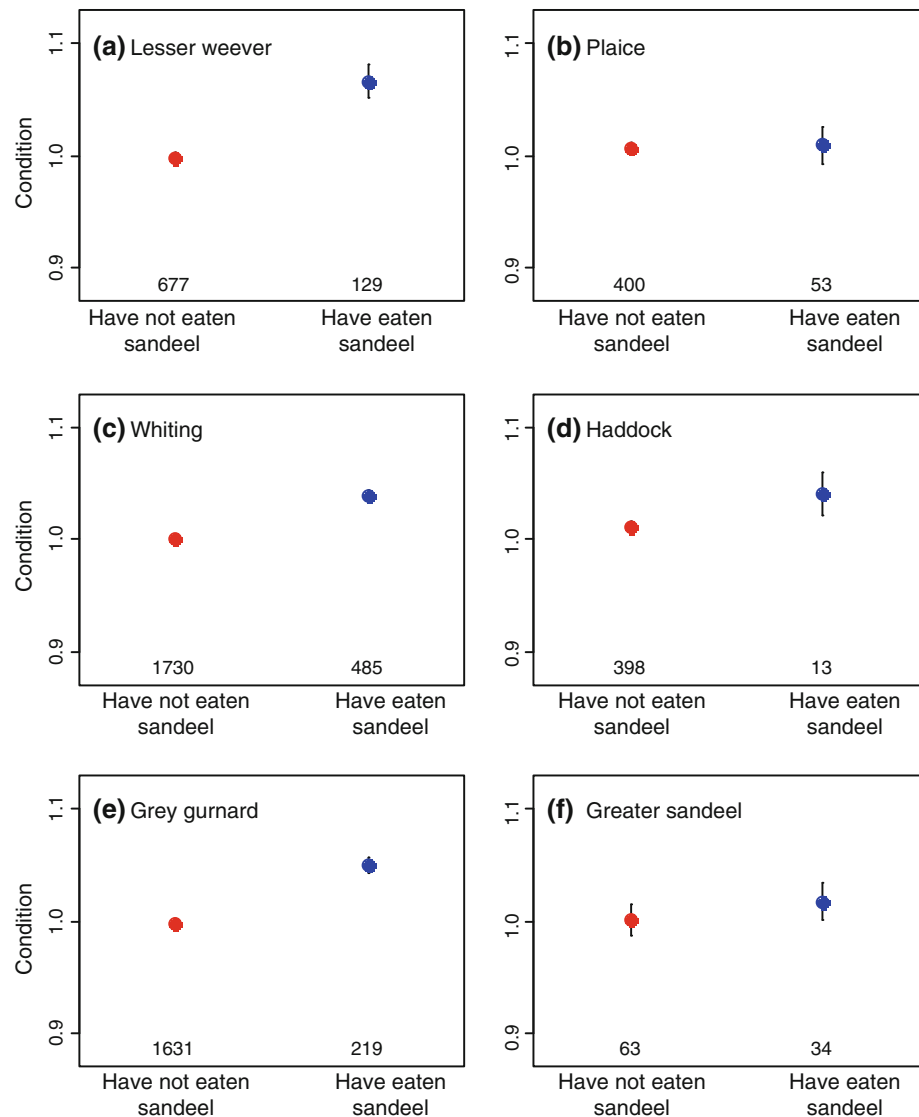 (a) Lesser weever
Condition
1.1
1.0
0.9
677
129
Have not eaten
sandeel
Have eaten
sandeel
(b) Plaice
1.1
1.0
0.9
400
53
Have not eaten
sandeel
Have eaten
sandeel
(c) Whiting
Condition
1.1
1.0
0.9
1730
485
Have not eaten
sandeel
Have eaten
sandeel
(d) Haddock
1.1
1.0
0.9
398
13
Have not eaten
sandeel
Have eaten
sandeel
(e) Grey gurnard
Condition
1.1
1.0
0.9
1631
219
Have not eaten
sandeel
Have eaten
sandeel
(f) Greater sandeel
1.1
1.0
0.9
63
34
Have not eaten
sandeel
Have eaten
sandeel